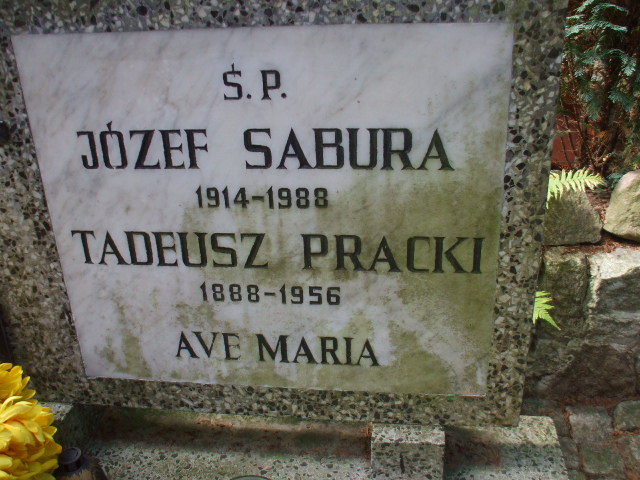 Ś.P.
JÓZEF SABURA
1914-1988
TADEUSZ PRACKI
1888-1956
AVE MARIA